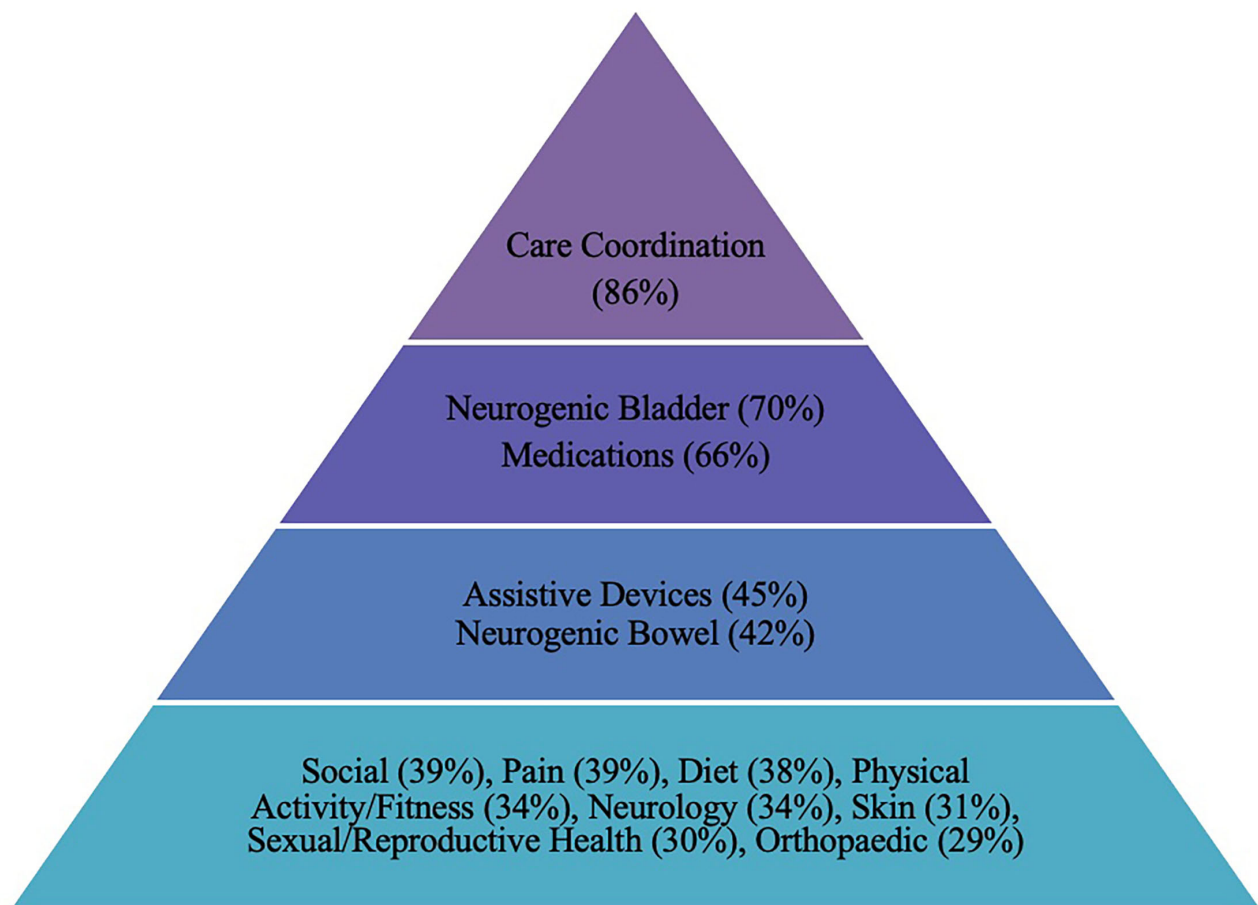 Care Coordination
(86%)
Neurogenic Bladder (70%)
Medications (66%)
Assistive Devices (45%)
Neurogenic Bowel (42%)
Social (39%), Pain (39%), Diet (38%), Physical
Activity/Fitness (34%), Neurology (34%), Skin (31%),
Sexual/Reproductive Health (30%), Orthopaedic (29%)